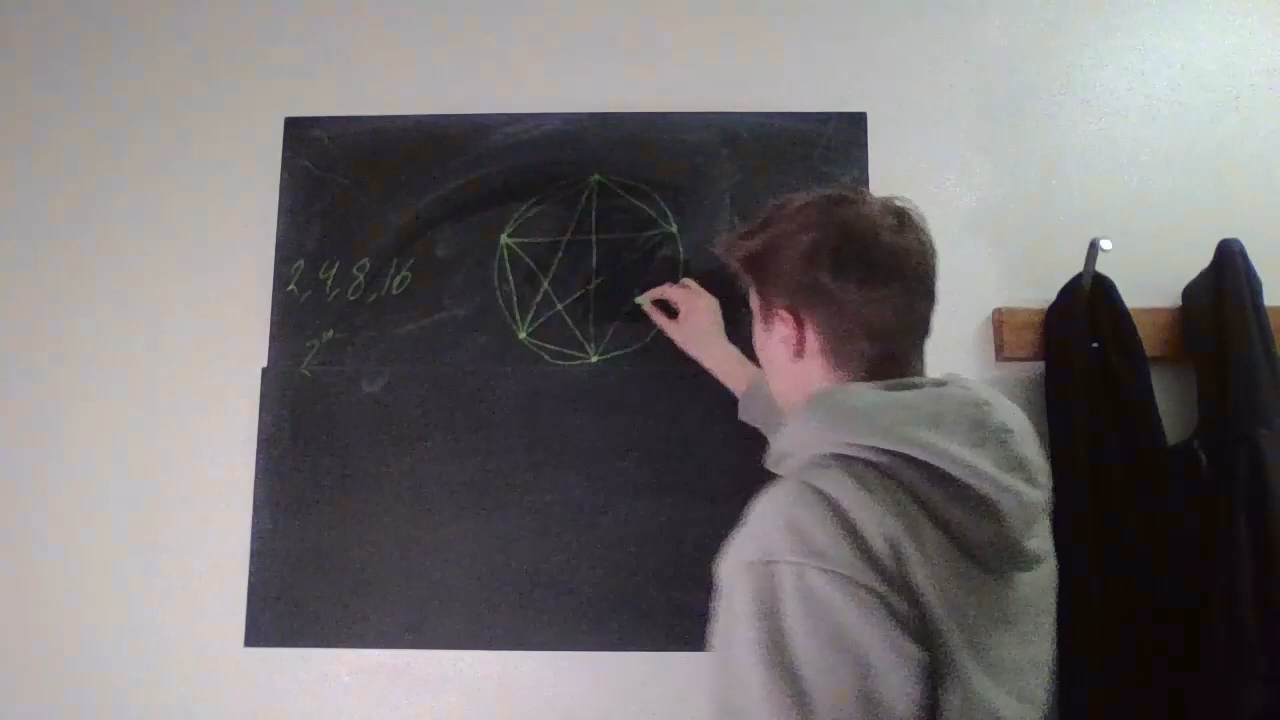 2, 4, 8, 16
2ⁿ⁻